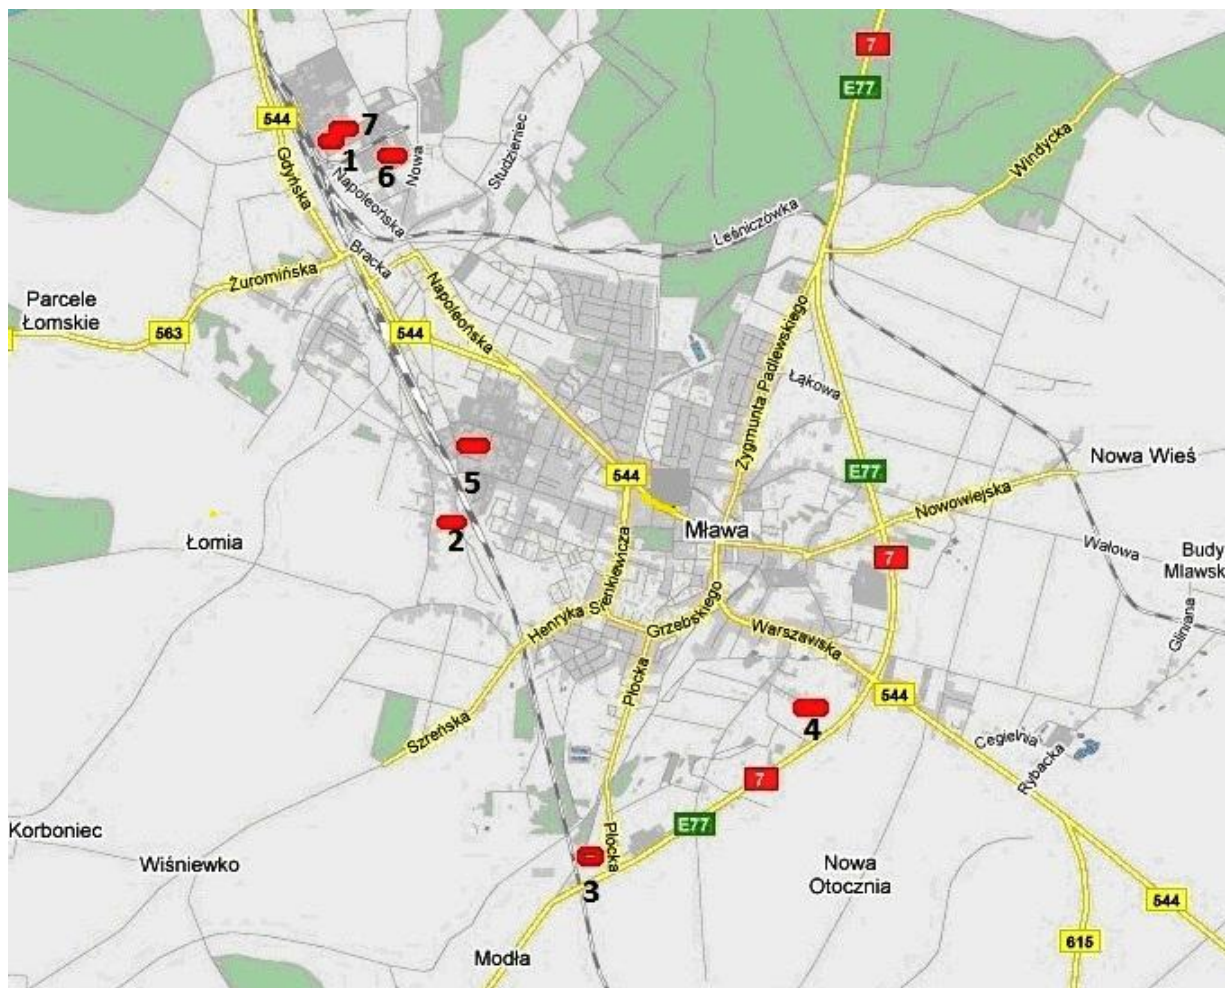 7
E77
544
7
1
6
Nowa
Studzieniec
Gdyńska
Napoleońska
Windycka
Leśniczówka
Bracka
Żuromińska
Parcele
Łomskie
563
544
Napoleońska
Zygmunta Padlewskiego
Łąkowa
5
544
E77
Nowa Wieś
Nowowiejska
2
Łomia
Mława
7
Wałowa
Budy
Mlawsk
Gliniana
Henryka Sienkiewicza
Grzebskiego
Warszawska
Płocka
Szreńska
544
4
Cegielnia
Rybacka
7
E77
Płocka
Korboniec
Wiśniewko
3
Nowa
Otocznia
544
615
Modła